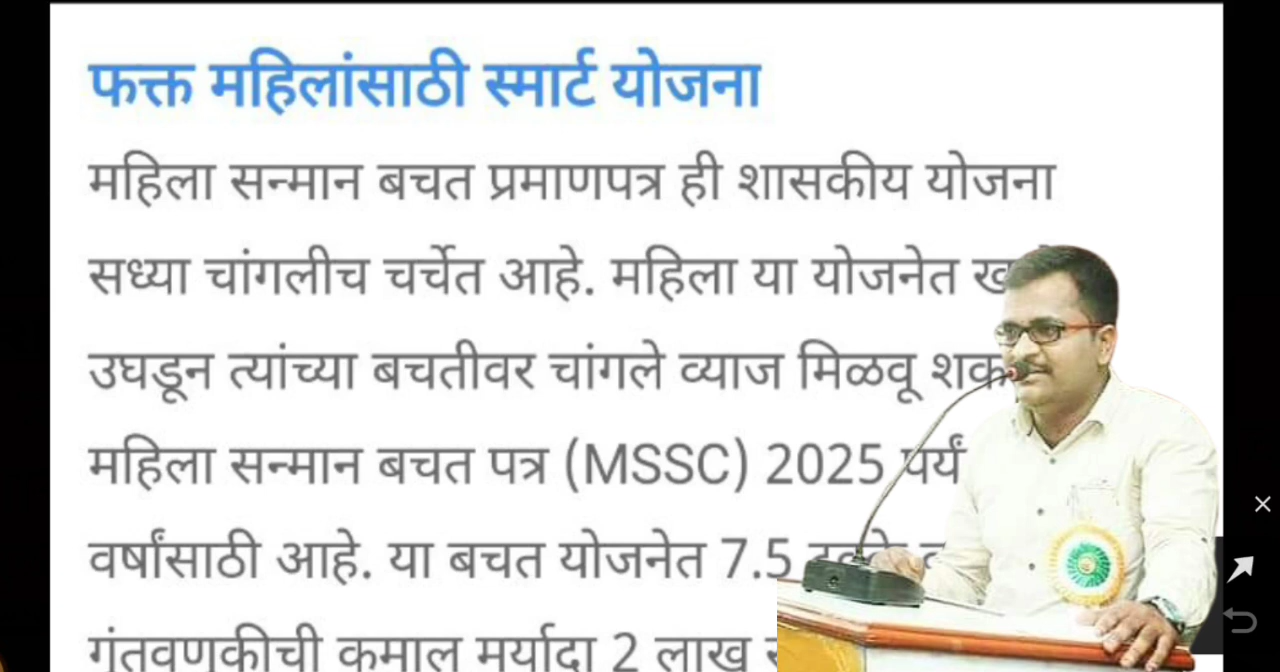 फक्त महिलांसाठी स्मार्ट योजना
महिला सन्मान बचत प्रमाणपत्र ही शासकीय योजना
सध्या चांगलीच चर्चेत आहे. महिला या योजनेत
उघडून त्यांच्या बचतीवर चांगले व्याज मिळवू
महिला सन्मान बचत पत्र (MSSC) 2025
वर्षांसाठी आहे. या बचत योजनेत 7.5
गुंतवणुकीची कमाल मर्यादा 2 लाख